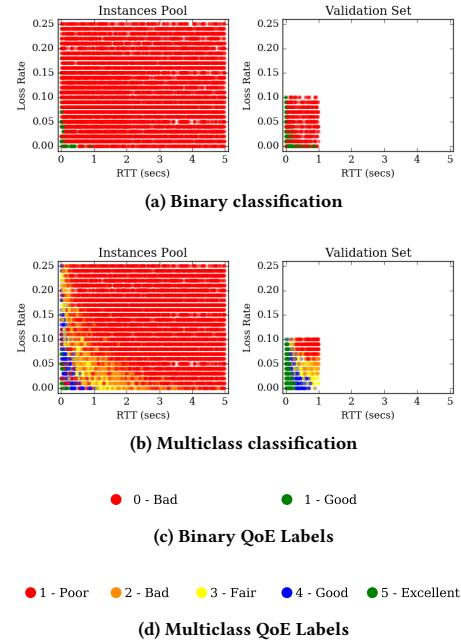 Instances Pool Validation Set
0.25 0.25
0.20 0.20
0.15 0.15
0.10 0.10
0.05 0.05
0.00 0.00
Loss Rate Loss Rate
0 1 2 3 4 5 0 1 2 3 4 5
RTT (secs) RTT (secs)
(a) Binary classification
Instances Pool Validation Set
0.25 0.25
0.20 0.20
0.15 0.15
0.10 0.10
0.05 0.05
0.00 0.00
Loss Rate Loss Rate
0 1 2 3 4 5 0 1 2 3 4 5
RTT (secs) RTT (secs)
(b) Multiclass classification
0 - Bad 1 - Good
(c) Binary QoE Labels
1 - Poor 2 - Bad 3 - Fair 4 - Good 5 - Excellent
(d) Multiclass QoE Labels